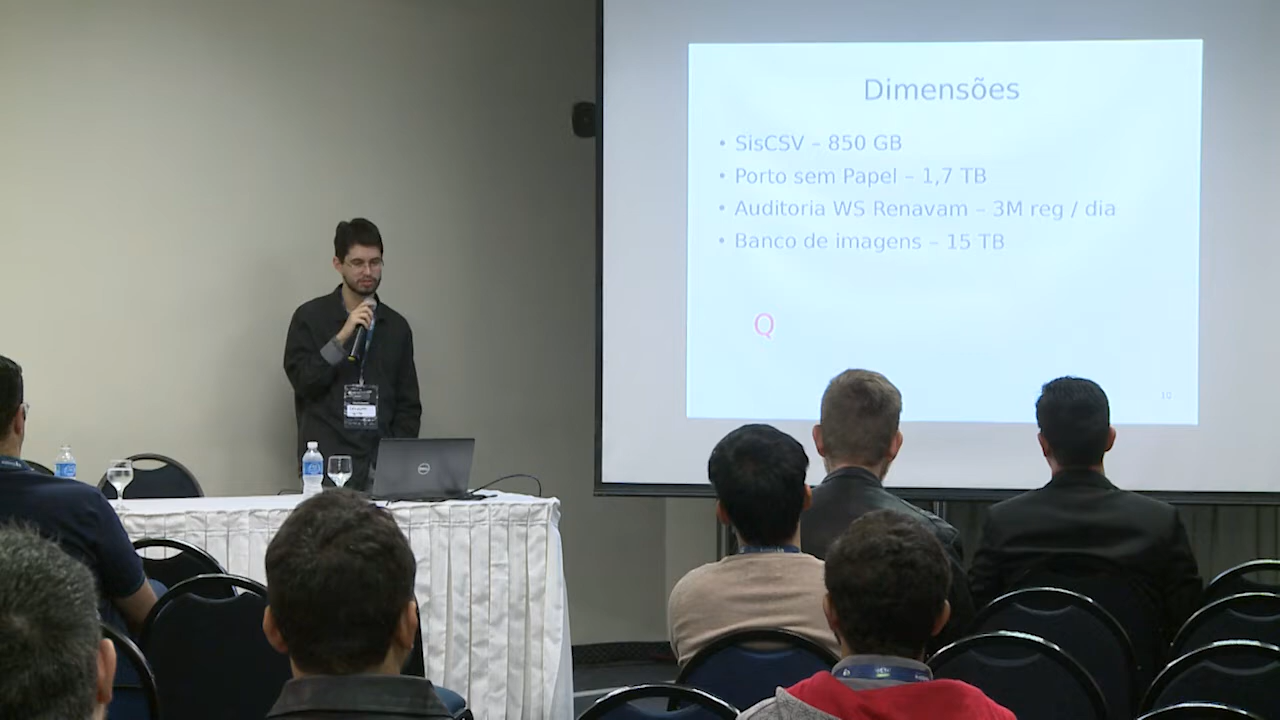 Dimensões
• SisCSV – 850 GB
• Porto sem Papel – 1,7 TB
• Auditoria WS Renavam – 3M reg / dia
• Banco de imagens – 15 TB
Q
10
DELL